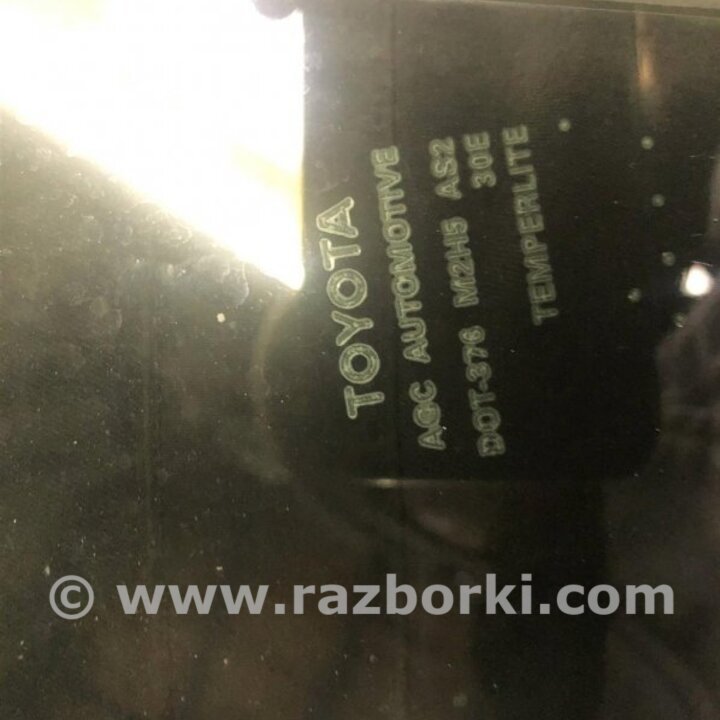 TOYOTA
AGC AUTOMOTIVE
DOT-376 M2H5 AS2
30E
TEMPERLITE
© www.razborki.com